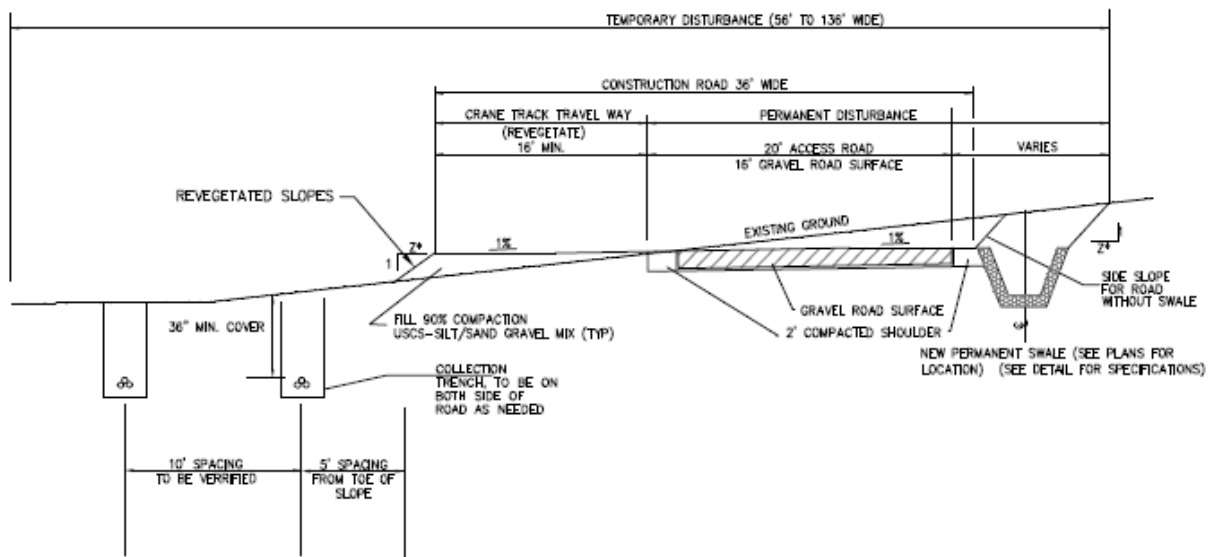 TEMPORARY DISTURBANCE (56' TO 136' WIDE)
CONSTRUCTION ROAD 36' WIDE
CRANE TRACK TRAVEL WAY
(REVEGETATE)
16' MIN.
PERMANENT DISTURBANCE
20' ACCESS ROAD
16' GRAVEL ROAD SURFACE
VARIES
REVEGETATED SLOPES
EXISTING GROUND
1%
1%
2*
1
1
2*
SIDE SLOPE
FOR ROAD
WITHOUT SWALE
GRAVEL ROAD SURFACE
2' COMPACTED SHOULDER
36" MIN. COVER
FILL 90% COMPACTION
USCS-SILT/SAND GRAVEL MIX (TYP)
NEW PERMANENT SWALE (SEE PLANS FOR
LOCATION) (SEE DETAIL FOR SPECIFICATIONS)
COLLECTION
TRENCH, TO BE ON
BOTH SIDE OF
ROAD AS NEEDED
10' SPACING
TO BE VERRIFIED
5' SPACING
FROM TOE OF
SLOPE